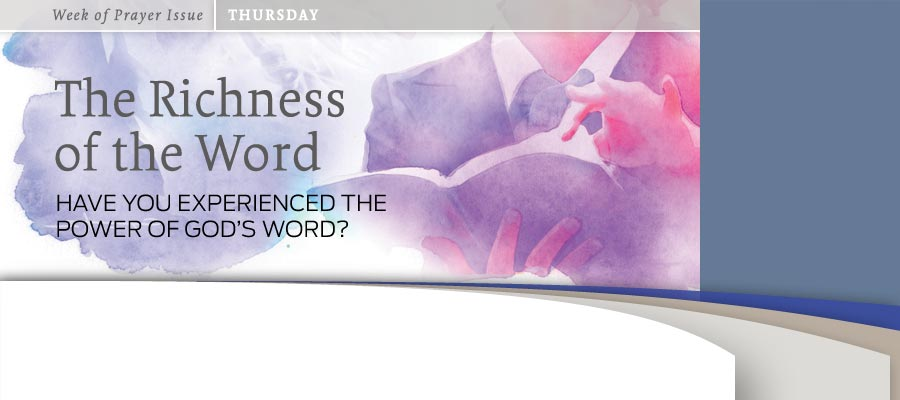 Week of Prayer Issue THURSDAY
The Richness
of the Word
HAVE YOU EXPERIENCED THE
POWER OF GOD'S WORD?